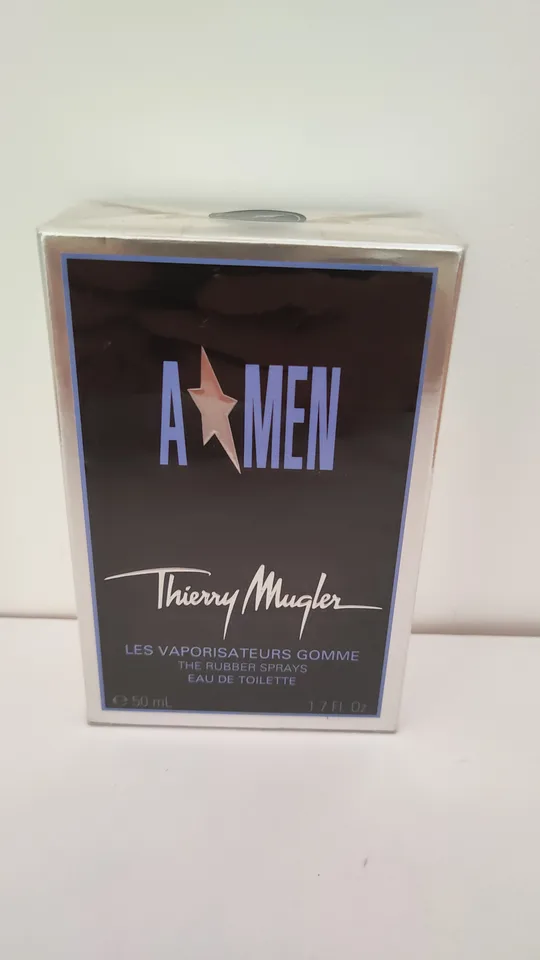 A★MEN
Thierry Mugler
LES VAPORISATEURS GOMME
THE RUBBER SPRAYS
EAU DE TOILETTE
℮ 50 mL 1.7 Fl. Oz